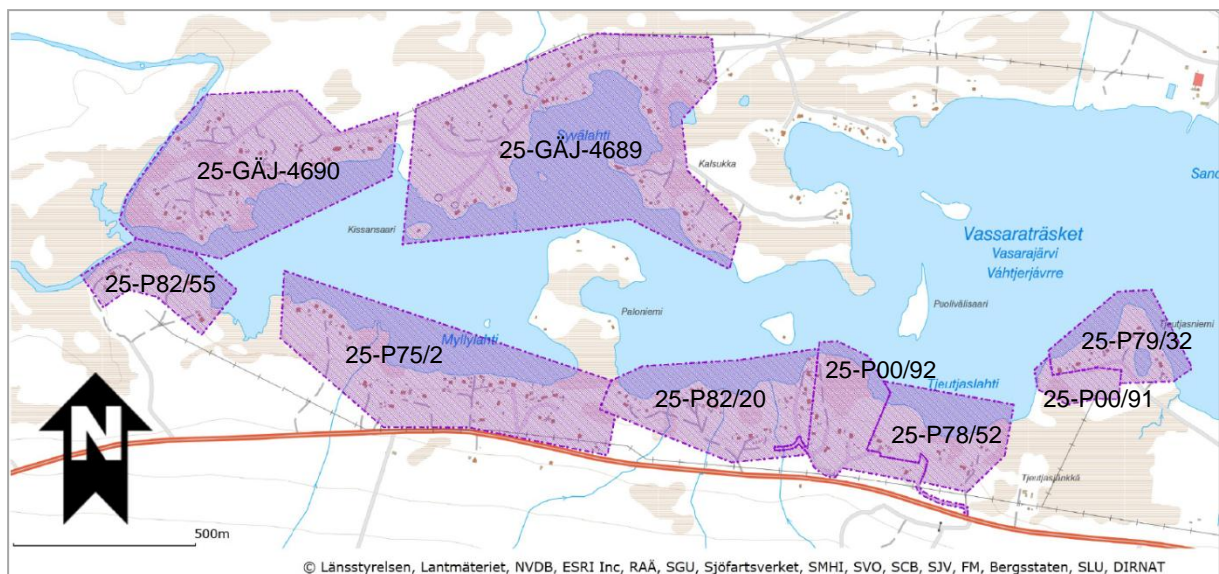 Syvälahti
25-GÄJ-4689
25-GÄJ-4690
Kalsukka
Sand
Kissansaari
Vassaraträsket
Vasarajärvi
Váhtjerjávrre
25-P82/55
Puolivälisaari
Paloniemi
Tjeutjasniemi
25-P79/32
Myllylahti
25-P75/2
25-P00/92
Tjeutjaslahti
25-P82/20
25-P00/91
25-P78/52
Tjeutjasjänkkä
N
500m
© Länsstyrelsen, Lantmäteriet, NVDB, ESRI Inc, RAÄ, SGU, Sjöfartsverket, SMHI, SVO, SCB, SJV, FM, Bergsstaten, SLU, DIRNAT